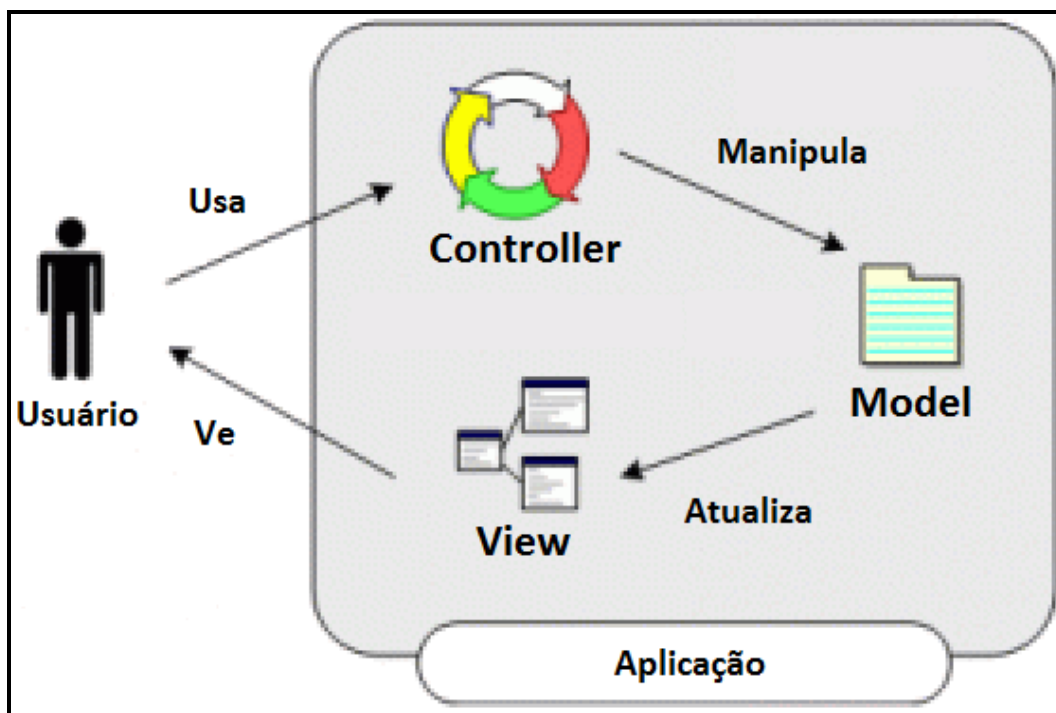 Usa
Controller
Manipula
Usuário
Model
Ve
View
Atualiza
Aplicação